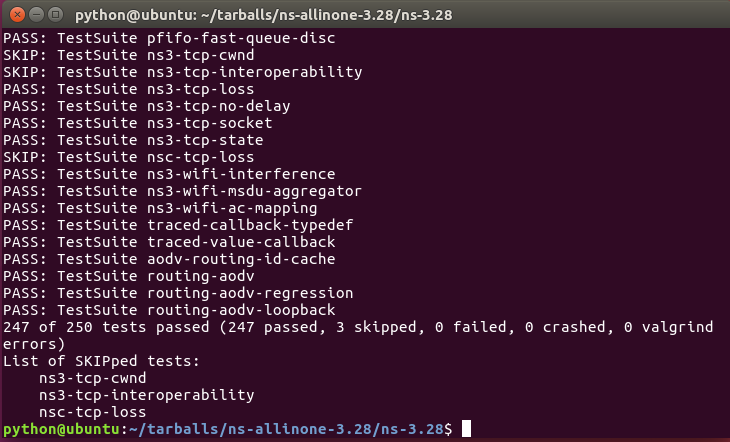 python@ubuntu: ~/tarballs/ns-allinone-3.28/ns-3.28
PASS: TestSuite pfifo-fast-queue-disc
SKIP: TestSuite ns3-tcp-cwnd
SKIP: TestSuite ns3-tcp-interoperability
PASS: TestSuite ns3-tcp-loss
PASS: TestSuite ns3-tcp-no-delay
PASS: TestSuite ns3-tcp-socket
PASS: TestSuite ns3-tcp-state
SKIP: TestSuite nsc-tcp-loss
PASS: TestSuite ns3-wifi-interference
PASS: TestSuite ns3-wifi-msdu-aggregator
PASS: TestSuite ns3-wifi-ac-mapping
PASS: TestSuite traced-callback-typedef
PASS: TestSuite traced-value-callback
PASS: TestSuite aodv-routing-id-cache
PASS: TestSuite routing-aodv
PASS: TestSuite routing-aodv-regression
PASS: TestSuite routing-aodv-loopback
247 of 250 tests passed (247 passed, 3 skipped, 0 failed, 0 crashed, 0 valgrind
errors)
List of SKIPped tests:
    ns3-tcp-cwnd
    ns3-tcp-interoperability
    nsc-tcp-loss
python@ubuntu:~/tarballs/ns-allinone-3.28/ns-3.28$